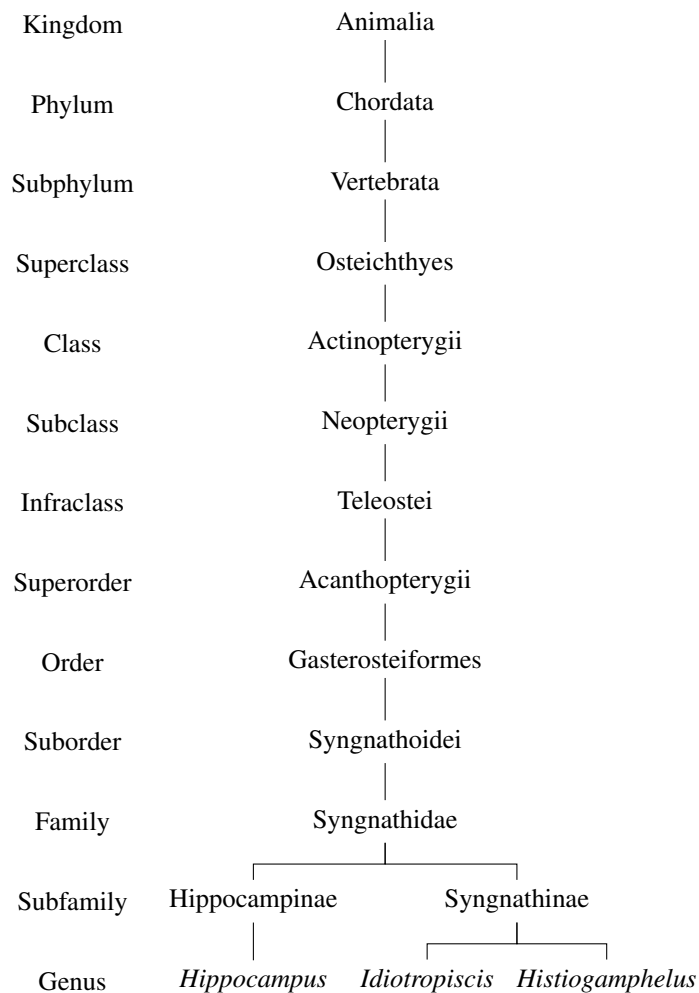 Kingdom Animalia
Phylum Chordata
Subphylum Vertebrata
Superclass Osteichthyes
Class Actinopterygii
Subclass Neopterygii
Infraclass Teleostei
Superorder Acanthopterygii
Order Gasterosteiformes
Suborder Syngnathoidei
Family Syngnathidae
Subfamily Hippocampinae Syngnathinae
Genus Hippocampus Idiotropiscis Histiogamphelus